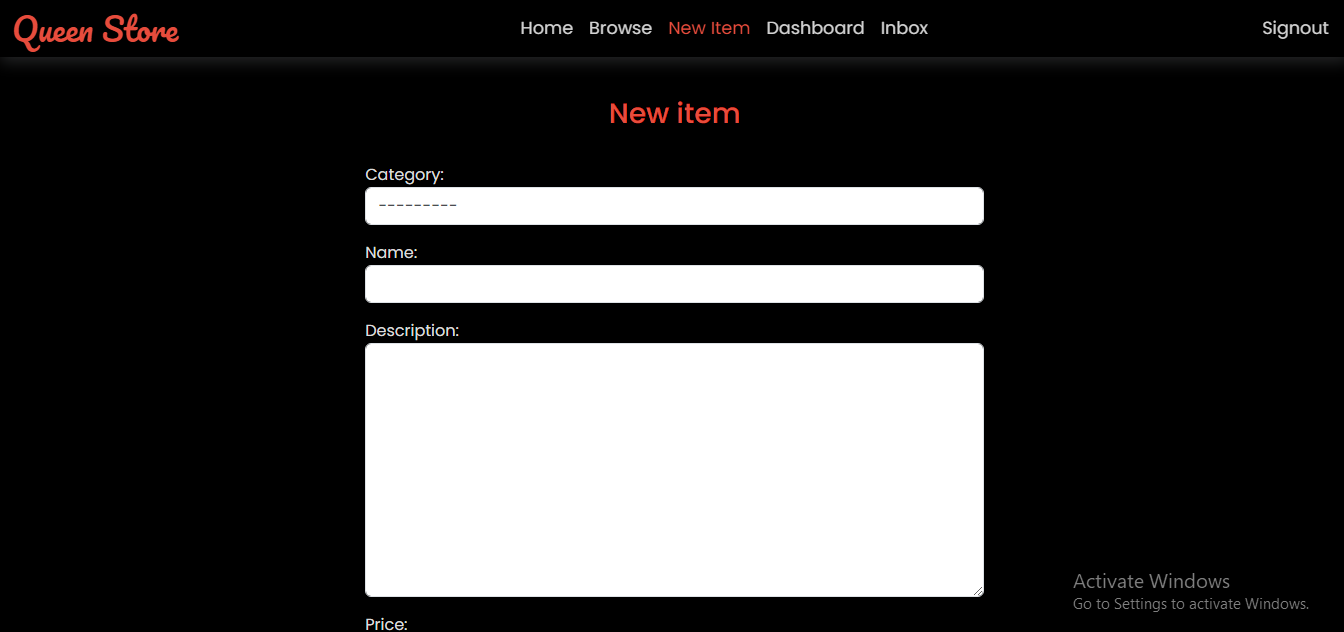 Queen Store
Home Browse New Item Dashboard Inbox
Signout
New item
Category:
---------
Name:
Description:
Price:
Activate Windows
Go to Settings to activate Windows.